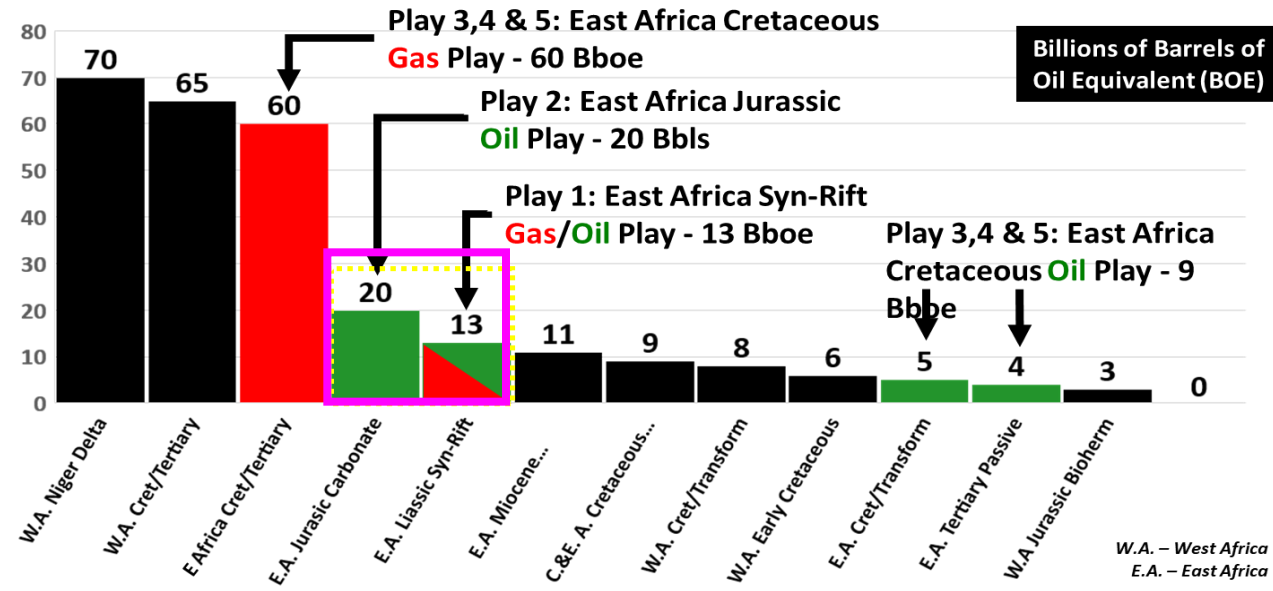 Play 3,4 & 5: East Africa Cretaceous
Gas Play - 60 Bboe
Billions of Barrels of
Oil Equivalent (BOE)
Play 2: East Africa Jurassic
Oil Play - 20 Bbls
Play 1: East Africa Syn-Rift
Gas/Oil Play - 13 Bboe
Play 3,4 & 5: East Africa
Cretaceous Oil Play - 9
Bboe
80
70
60
50
40
30
20
10
0
70
65
60
20
13
11
9
8
6
5
4
3
0
W.A. Niger Delta
W.A. Cret/Tertiary
E Africa Cret/Tertiary
E.A. Jurasic Carbonate
E.A. Liassic Syn-Rift
E.A. Miocene...
C.&E. A. Cretaceous...
W.A. Cret/Transform
W.A. Early Cretaceous
E.A. Cret/Transform
E.A. Tertiary Passive
W.A Jurassic Bioherm
W.A. – West Africa
E.A. – East Africa